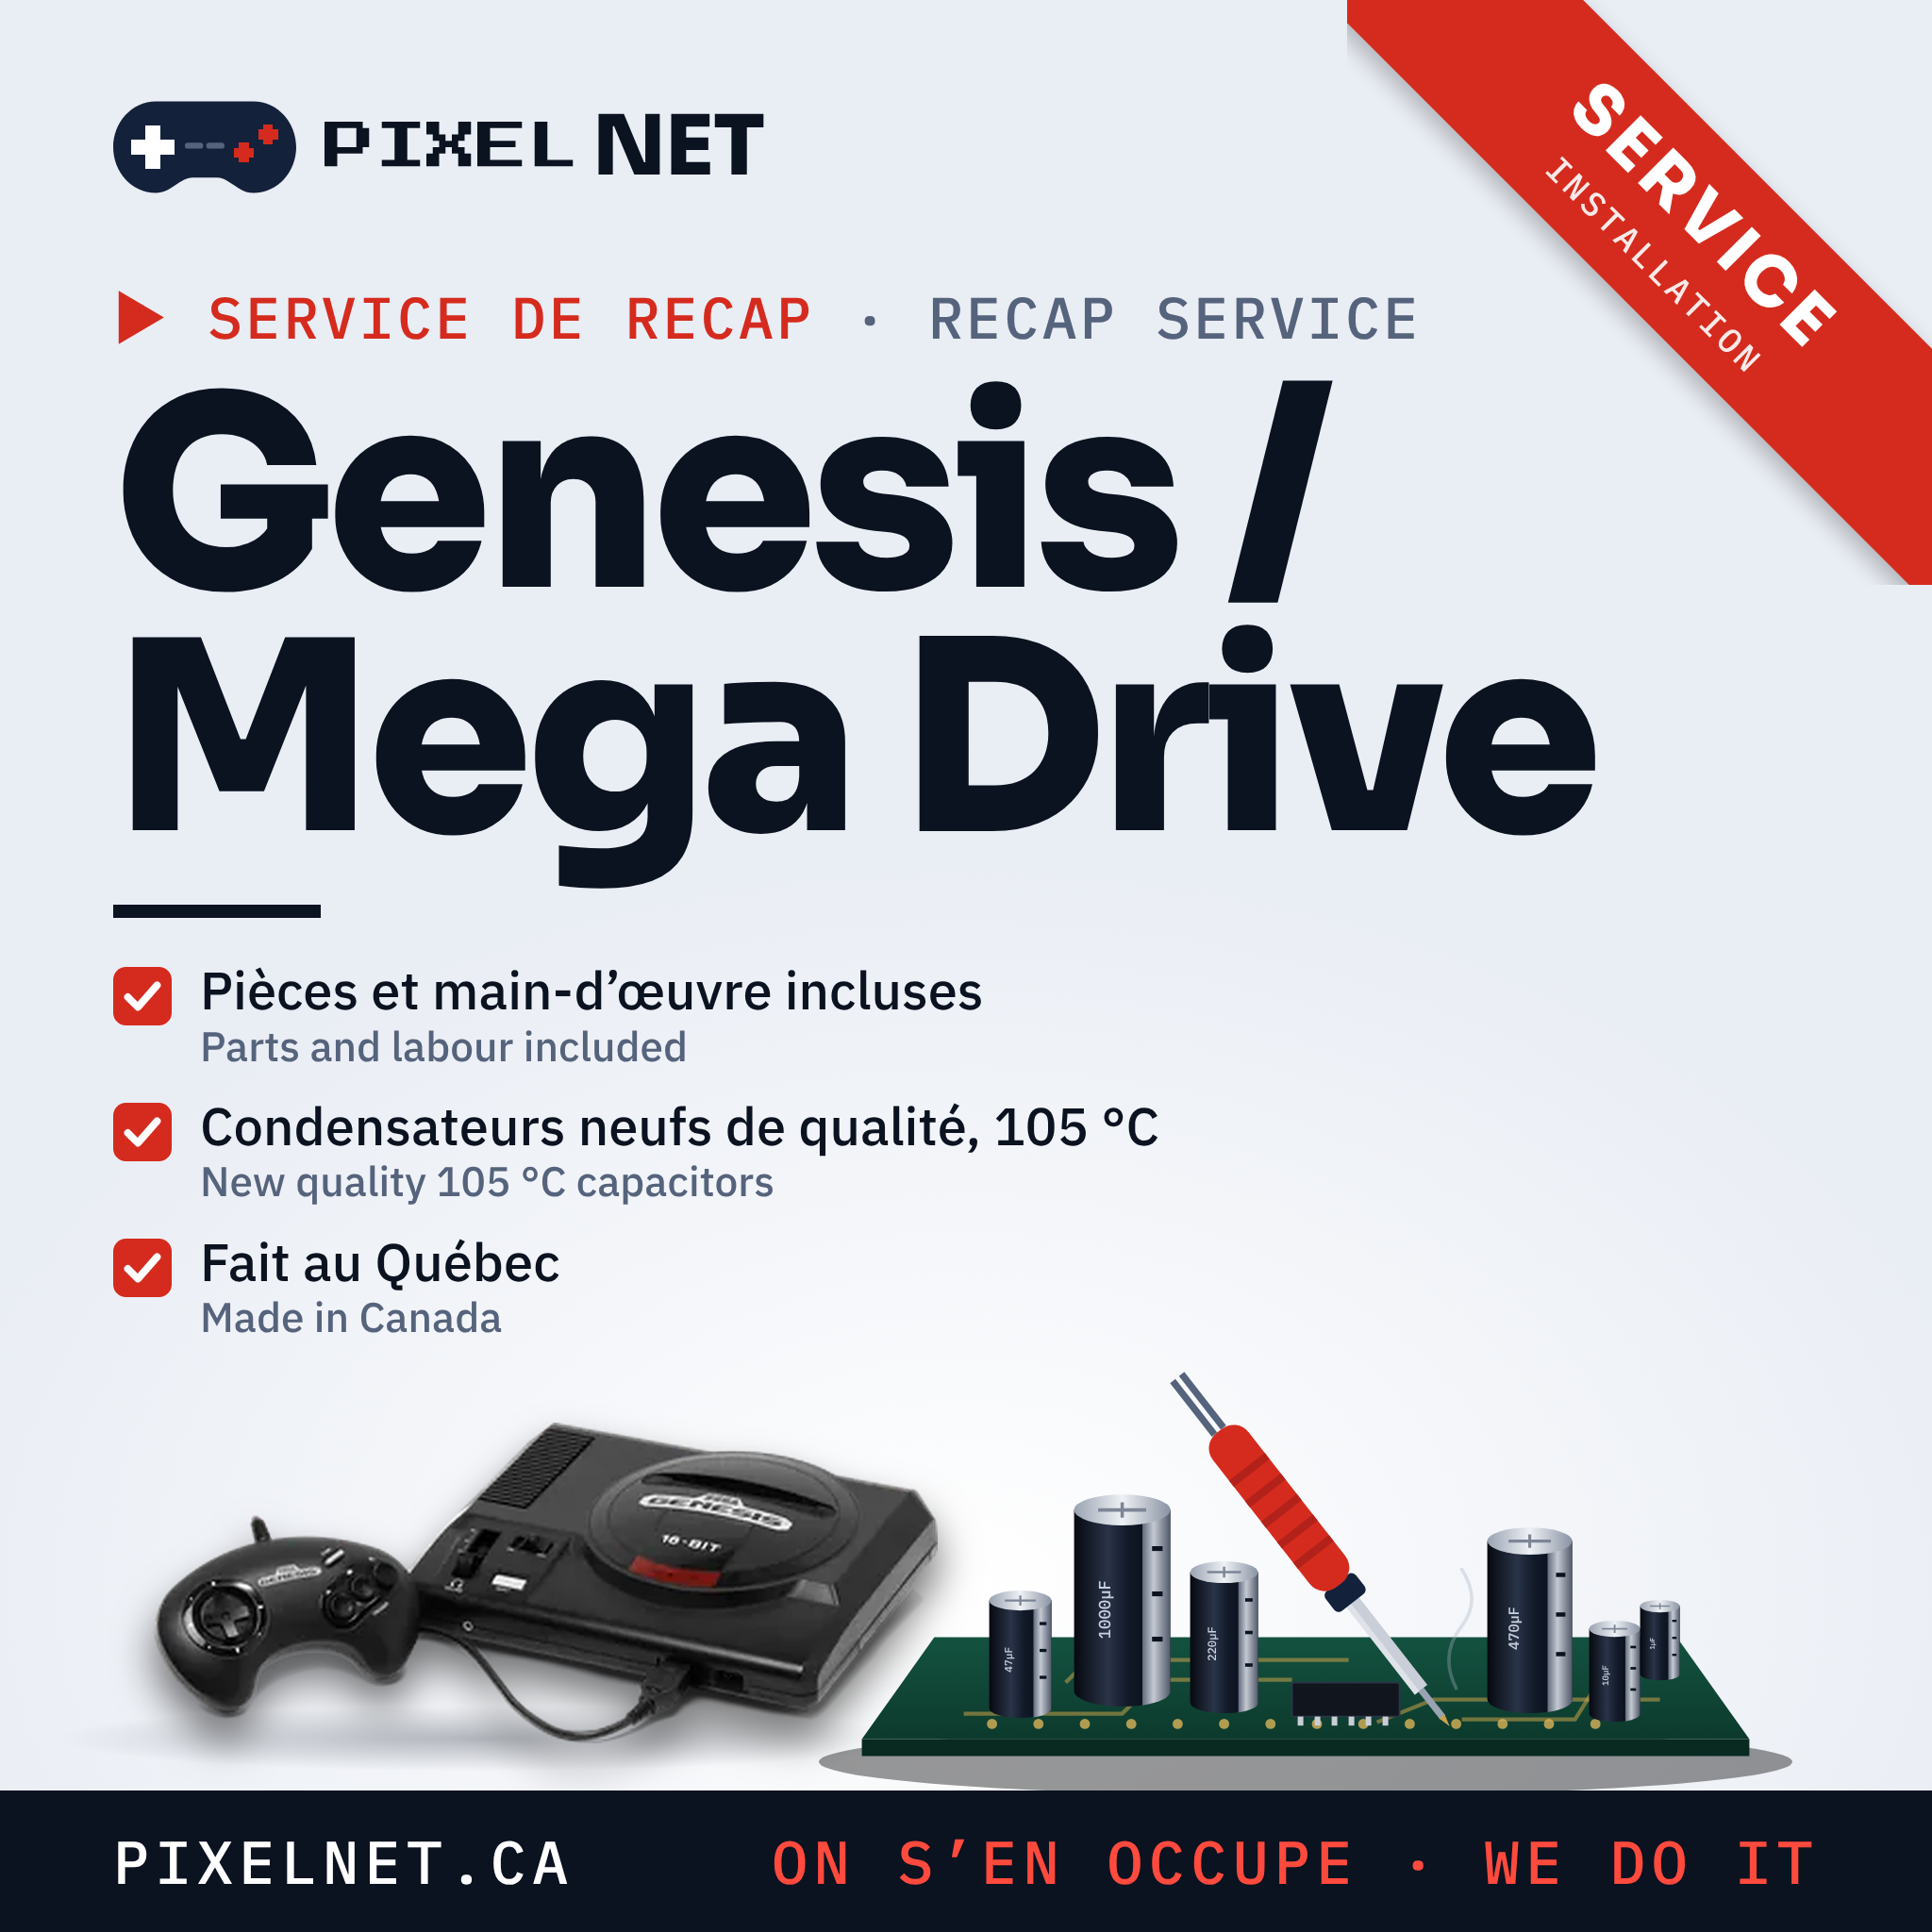 PIXEL NET
SERVICE
INSTALLATION
SERVICE DE RECAP · RECAP SERVICE
Genesis /
Mega Drive
Pièces et main-d’œuvre incluses
Parts and labour included
Condensateurs neufs de qualité, 105 °C
New quality 105 °C capacitors
Fait au Québec
Made in Canada
GENESIS
16-BIT
GENESIS
47µF
1000µF
220µF
470µF
10µF
1µF
PIXELNET.CA
ON S’EN OCCUPE · WE DO IT